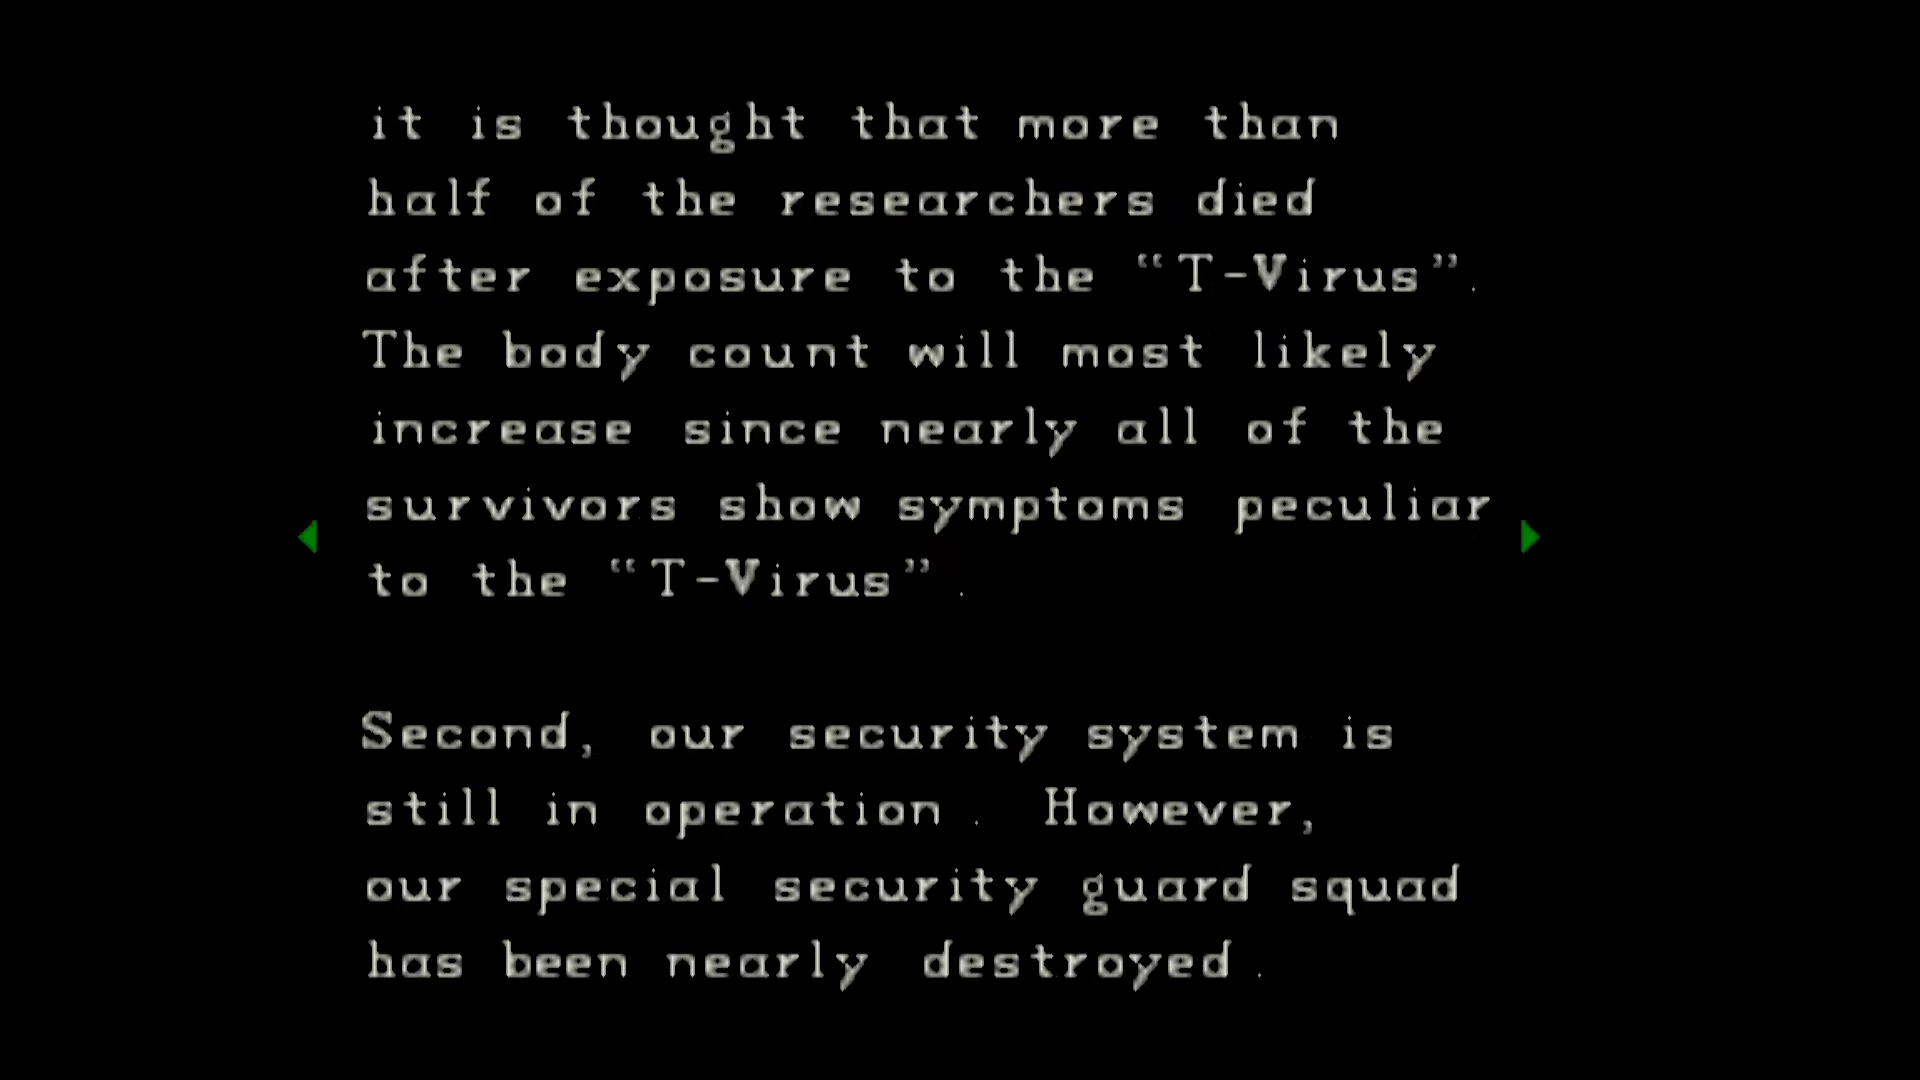 it is thought that more than
half of the researchers died
after exposure to the “T-Virus”.
The body count will most likely
increase since nearly all of the
survivors show symptoms peculiar
to the “T-Virus”.
Second, our security system is
still in operation. However,
our special security guard squad
has been nearly destroyed.